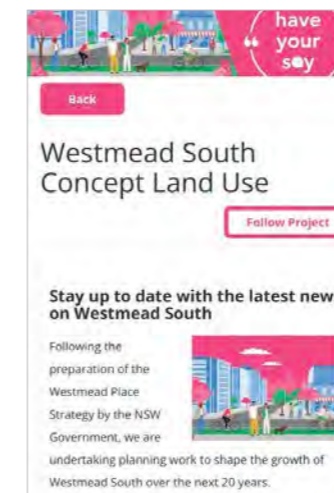 have
your
say
Back
Westmead South
Concept Land Use
Follow Project
Stay up to date with the latest new
on Westmead South
Following the
preparation of the
Westmead Place
Strategy by the NSW
Government, we are
undertaking planning work to shape the growth of
Westmead South over the next 20 years.